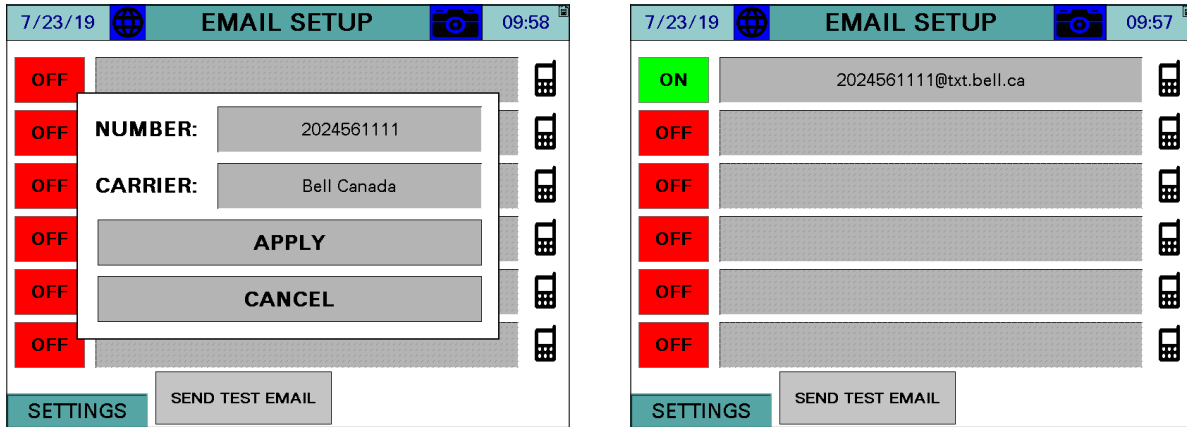 7/23/19 EMAIL SETUP 09:58
OFF
OFF NUMBER: 2024561111
OFF CARRIER: Bell Canada
OFF APPLY
OFF CANCEL
OFF
SETTINGS SEND TEST EMAIL
7/23/19 EMAIL SETUP 09:57
ON 2024561111@txt.bell.ca
OFF
OFF
OFF
OFF
OFF
SETTINGS SEND TEST EMAIL